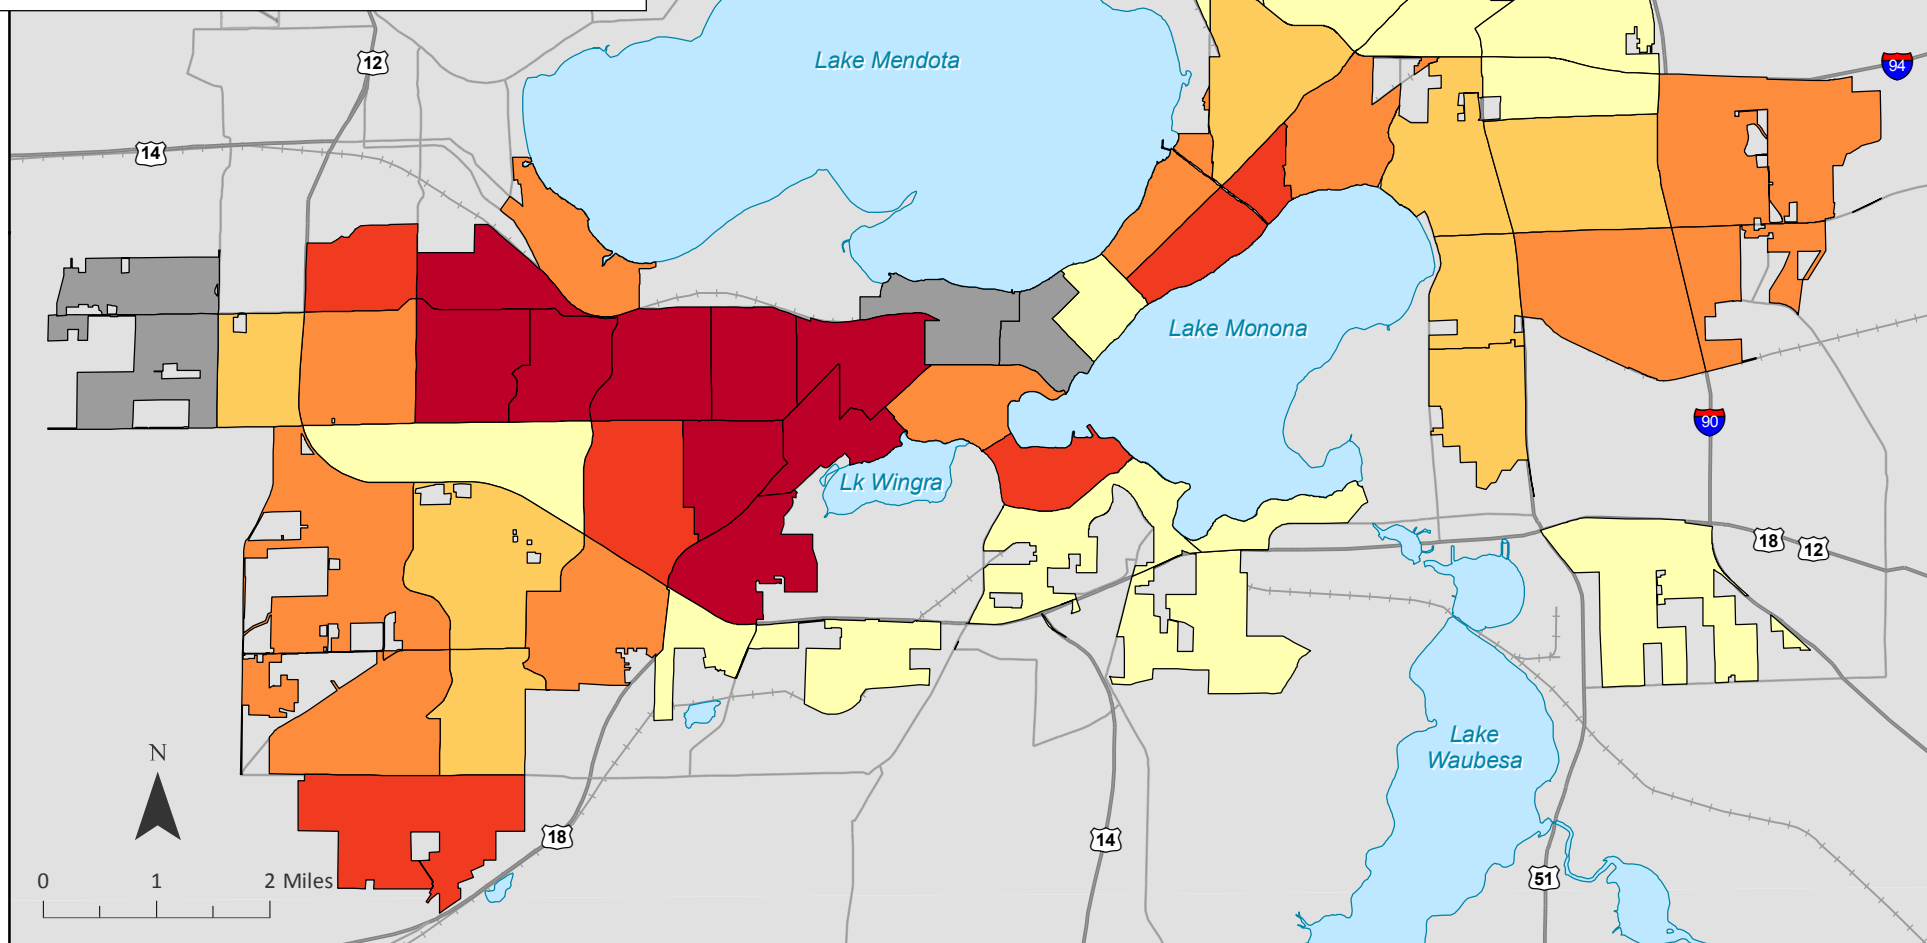 Lake Mendota
12
94
14
Lake Monona
90
Lk Wingra
18
12
Lake
Waubesa
N
18
14
51
0 1 2 Miles